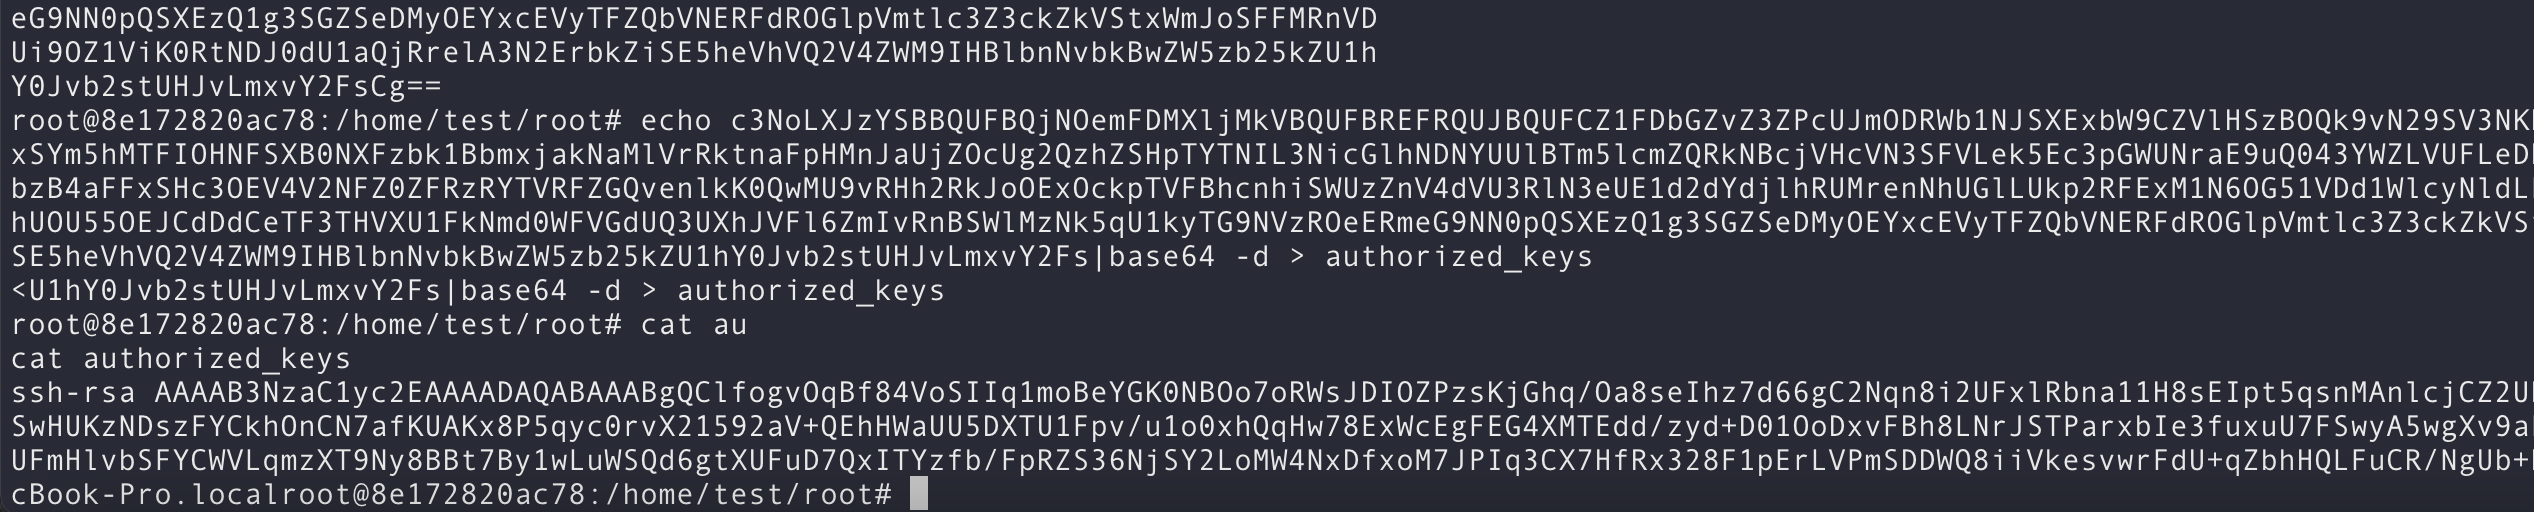 eG9NN0pQSXEzQ1g3SGZSeDMyOEYxcEVyTFZQbVNERFdROGlpVmtlc3Z3ckZkVStxWmJoSFFMRnVD
Ui9OZ1ViK0RtNDJ0dU1aQjRrelA3N2ErbkZiSE5heVhVQ2V4ZWM9IHBlbnNvbkBwZW5zb25kZU1h
Y0Jvb2stUHJvLmxvY2FsCg==
root@8e172820ac78:/home/test/root# echo c3NoLXJzYSBBQUFBQjNOemFDMXljMkVBQUFBREFRQUJBQUFCZ1FDbGZvZ3ZPcUJmODRWb1NJSXExbW9CZVlHSzBOQk9vN29SV3NK
xSYm5hMTFIOHNFSXB0NXFzbk1BbmxjakNaMlVrRktnaFpHMnJaUjZOcUg2QzhZSHpTYTNIL3NicGlhNDNYUUlBTm5lcmZQRkNBcjVHcVN3SFVLek5Ec3pGWUNraE9uQ043YWZLVUFLeD
bzB4aFFxSHc3OEV4V2NFZ0ZFRzRYTVRFZGQvenlkK0QwMU9vRHh2RkJoOExOckpTVFBhcnhiSWUzZnV4dVU3RlN3eUE1d2dYdjlhRUMrenNhUGlLUkp2RFExM1N6OG51VDd1WlcyNldL
hUOU55OEJCdDdCeTF3THVXU1FkNmd0WFVGdUQ3UXhJVFl6ZmIvRnBSWlMzNk5qU1kyTG9NVzROeERmeG9NN0pQSXEzQ1g3SGZSeDMyOEYxcEVyTFZQbVNERFdROGlpVmtlc3Z3ckZkVS
SE5heVhVQ2V4ZWM9IHBlbnNvbkBwZW5zb25kZU1hY0Jvb2stUHJvLmxvY2Fs|base64 -d > authorized_keys
<U1hY0Jvb2stUHJvLmxvY2Fs|base64 -d > authorized_keys
root@8e172820ac78:/home/test/root# cat au
cat authorized_keys
ssh-rsa AAAAB3NzaC1yc2EAAAADAQABAAABgQClfogvOqBf84VoSIIq1moBeYGK0NBOo7oRWsJDIOZPzsKjGhq/Oa8seIhz7d66gC2Nqn8i2UFxlRbna11H8sEIpt5qsnMAnlcjCZ2U
SwHUKzNDszFYCkhOnCN7afKUAKx8P5qyc0rvX21592aV+QEhHWaUU5DXTU1Fpv/u1o0xhQqHw78ExWcEgFEG4XMTEdd/zyd+D01OoDxvFBh8LNrJSTParxbIe3fuxuU7FSwyA5wgXv9a
UFmHlvbSFYCWVLqmzXT9Ny8BBt7By1wLuWSQd6gtXUFuD7QxITYzfb/FpRZS36NjSY2LoMW4NxDfxoM7JPIq3CX7HfRx328F1pErLVPmSDDWQ8iiVkesvwrFdU+qZbhHQLFuCR/NgUb+
cBook-Pro.localroot@8e172820ac78:/home/test/root#